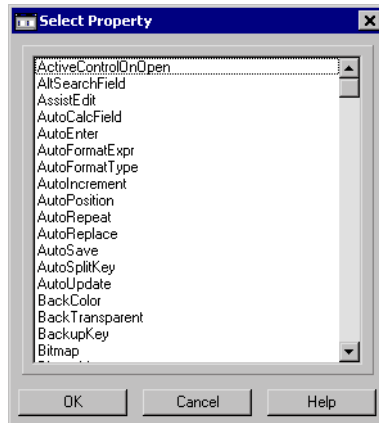 Select Property
ActiveControlOnOpen
AltSearchField
AssistEdit
AutoCalcField
AutoEnter
AutoFormatExpr
AutoFormatType
AutoIncrement
AutoPosition
AutoRepeat
AutoReplace
AutoSave
AutoSplitKey
AutoUpdate
BackColor
BackTransparent
BackupKey
Bitmap
OK Cancel Help